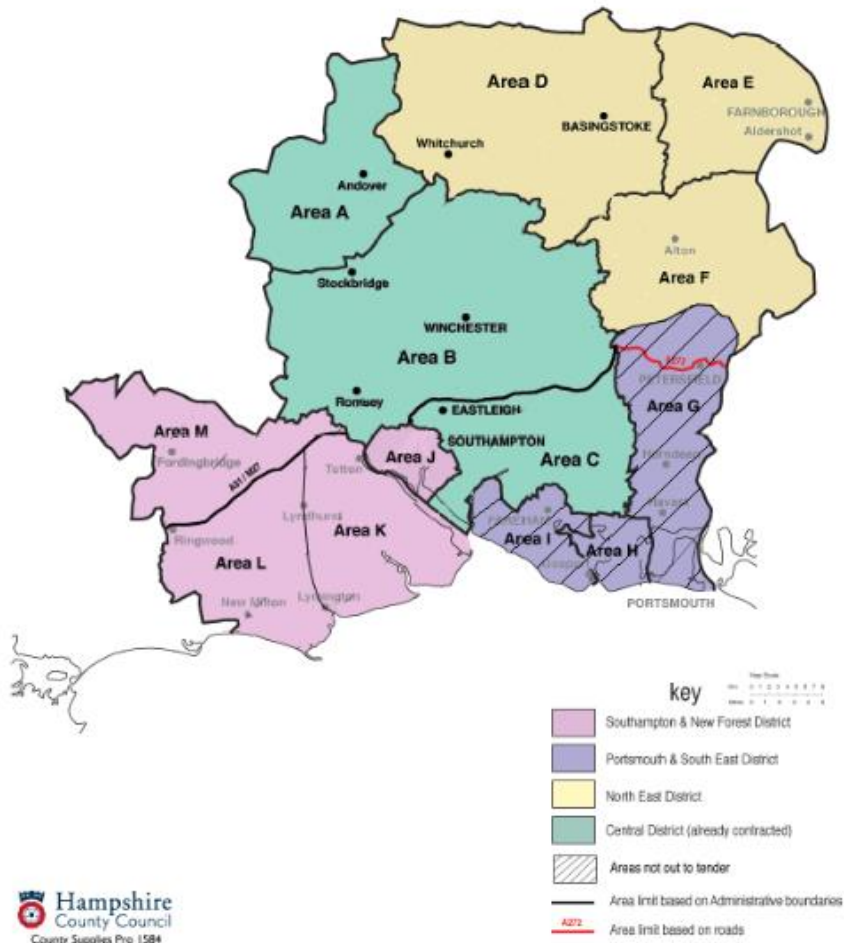 Area D
Area E
FARNBOROUGH
BASINGSTOKE
Aldershot
Whitchurch
Andover
Area A
Alton
Area F
Stockbridge
WINCHESTER
Area B
A272
PETERSFIELD
Romsey
EASTLEIGH
Area G
Area M
SOUTHAMPTON
Area J
Area C
Fordingbridge
Totton
Horndean
A31 / M27
Havant
Lyndhurst
FAREHAM
Ringwood
Area K
Area I
Area H
Gosport
Area L
New Milton
Lymington
PORTSMOUTH
key
Southampton & New Forest District
Portsmouth & South East District
North East District
Central District (already contracted)
Areas not out to tender
Area limit based on Administrative boundaries
A272
Area limit based on roads
Hampshire
County Council
County Supplies Pro 1584